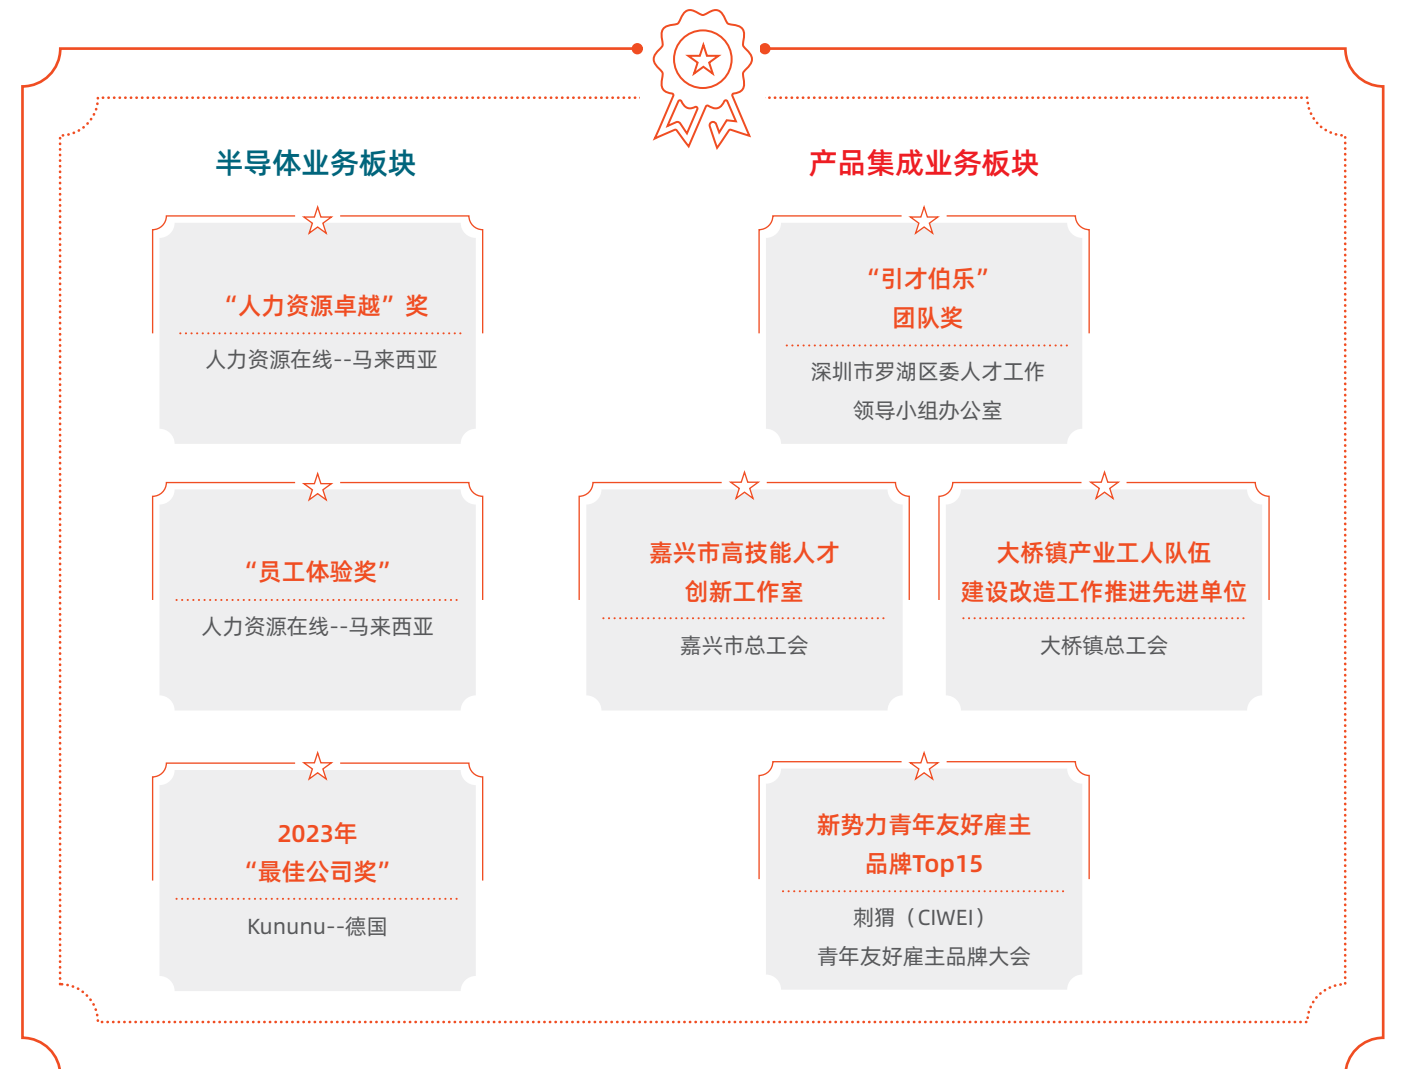 半导体业务板块
“人力资源卓越”奖
人力资源在线--马来西亚
“员工体验奖”
人力资源在线--马来西亚
2023年
“最佳公司奖”
Kununu--德国
产品集成业务板块
“引才伯乐”
团队奖
深圳市罗湖区委人才工作
领导小组办公室
嘉兴市高技能人才
创新工作室
嘉兴市总工会
大桥镇产业工人队伍
建设改造工作推进先进单位
大桥镇总工会
新势力青年友好雇主
品牌Top15
刺猬（CIWEI）
青年友好雇主品牌大会